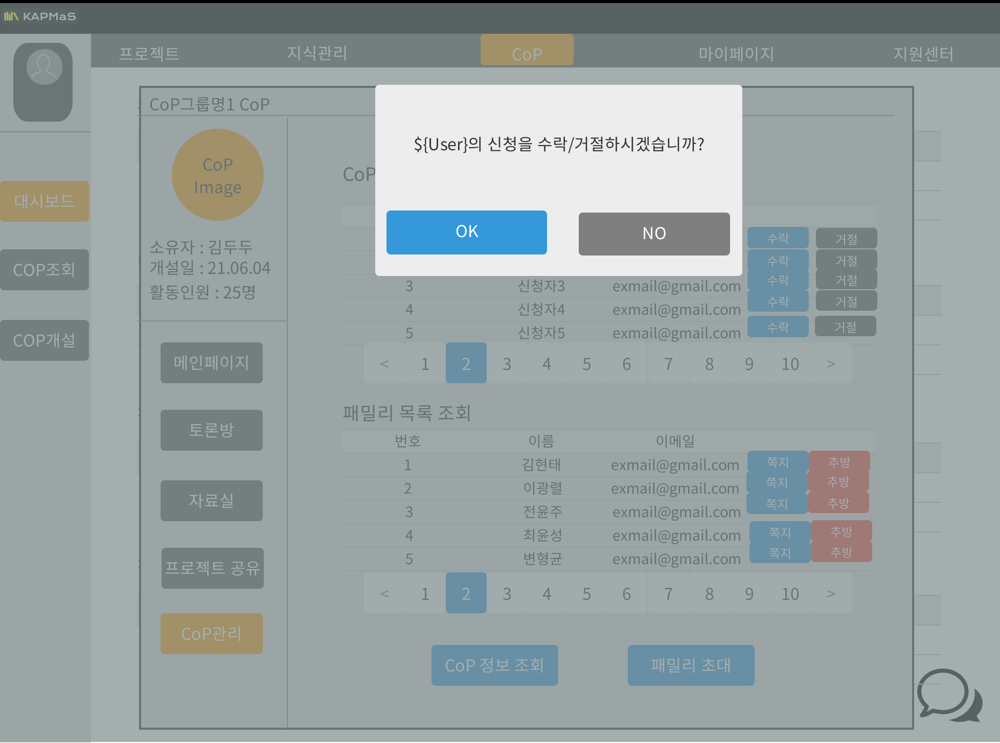 KAPMaS
프로젝트
지식관리
CoP
마이페이지
지원센터
대시보드
COP조회
COP개설
CoP그룹명1 CoP
CoP
Image
소유자 : 김두두
개설일 : 21.06.04
활동인원 : 25명
메인페이지
토론방
자료실
프로젝트 공유
CoP관리
${User}의 신청을 수락/거절하시겠습니까?
OK
NO
CoP
수락 거절
수락 거절
3 신청자3 exmail@gmail.com 수락 거절
4 신청자4 exmail@gmail.com 수락 거절
5 신청자5 exmail@gmail.com 수락 거절
< 1 2 3 4 5 6 7 8 9 10 >
패밀리 목록 조회
번호 이름 이메일
1 김현태 exmail@gmail.com 쪽지 추방
2 이광렬 exmail@gmail.com 쪽지 추방
3 전윤주 exmail@gmail.com 쪽지 추방
4 최윤성 exmail@gmail.com 쪽지 추방
5 변형균 exmail@gmail.com 쪽지 추방
< 1 2 3 4 5 6 7 8 9 10 >
CoP 정보 조회
패밀리 초대